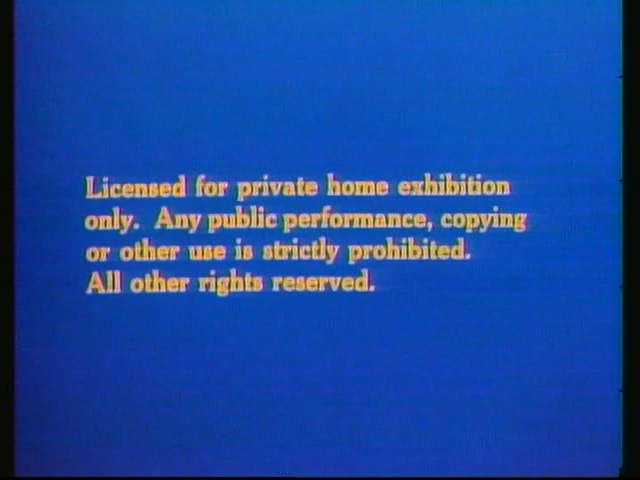 Licensed for private home exhibition
only. Any public performance, copying
or other use is strictly prohibited.
All other rights reserved.